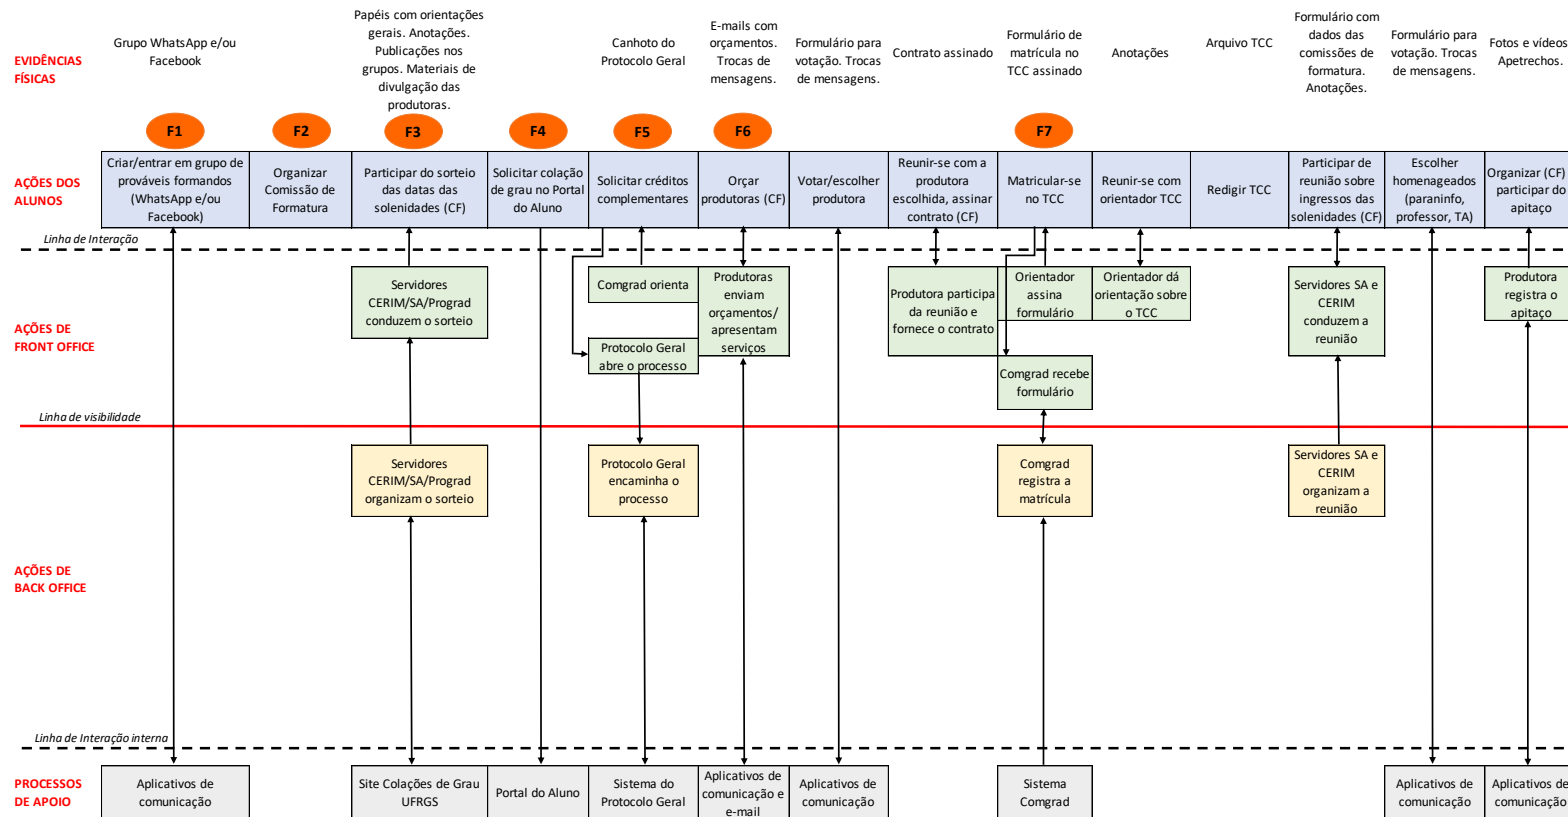 EVIDÊNCIAS
FÍSICAS
Grupo WhatsApp e/ou
Facebook
Papéis com orientações
gerais. Anotações.
Publicações nos
grupos. Materiais de
divulgação das
produtoras.
Canhoto do
Protocolo Geral
E-mails com
orçamentos.
Trocas de
mensagens.
Formulário para
votação. Trocas
de mensagens.
Contrato assinado
Formulário de
matrícula no
TCC assinado
Anotações
Arquivo TCC
Formulário com
dados das
comissões de
formatura.
Anotações.
Formulário para
votação. Trocas
de mensagens.
Fotos e vídeos
Apetrechos.
F1
F2
F3
F4
F5
F6
F7
AÇÕES DOS
ALUNOS
Criar/entrar em grupo de
prováveis formandos
(WhatsApp e/ou
Facebook)
Organizar
Comissão de
Formatura
Participar do sorteio
das datas das
solenidades (CF)
Solicitar colação
de grau no Portal
do Aluno
Solicitar créditos
complementares
Orçar
produtoras (CF)
Votar/escolher
produtora
Reunir-se com a
produtora
escolhida, assinar
contrato (CF)
Matricular-se
no TCC
Reunir-se com
orientador TCC
Redigir TCC
Participar de
reunião sobre
ingressos das
solenidades (CF)
Escolher
homenageados
(paraninfo,
professor, TA)
Organizar (CF)
participar do
apitaço
Linha de Interação
AÇÕES DE
FRONT OFFICE
Servidores
CERIM/SA/Prograd
conduzem o sorteio
Comgrad orienta
Protocolo Geral
abre o processo
Produtoras
enviam
orçamentos/
apresentam
serviços
Produtora participa
da reunião e
fornece o contrato
Orientador
assina
formulário
Comgrad recebe
formulário
Orientador dá
orientação sobre
o TCC
Servidores SA e
CERIM
conduzem a
reunião
Produtora
registra o
apitaço
Linha de visibilidade
AÇÕES DE
BACK OFFICE
Servidores
CERIM/SA/Prograd
organizam o sorteio
Protocolo Geral
encaminha o
processo
Comgrad
registra a
matrícula
Servidores SA e
CERIM
organizam a
reunião
Linha de Interação interna
PROCESSOS
DE APOIO
Aplicativos de
comunicação
Site Colações de Grau
UFRGS
Portal do Aluno
Sistema do
Protocolo Geral
Aplicativos de
comunicação e
e-mail
Aplicativos de
comunicação
Sistema
Comgrad
Aplicativos de
comunicação
Aplicativos de
comunicação